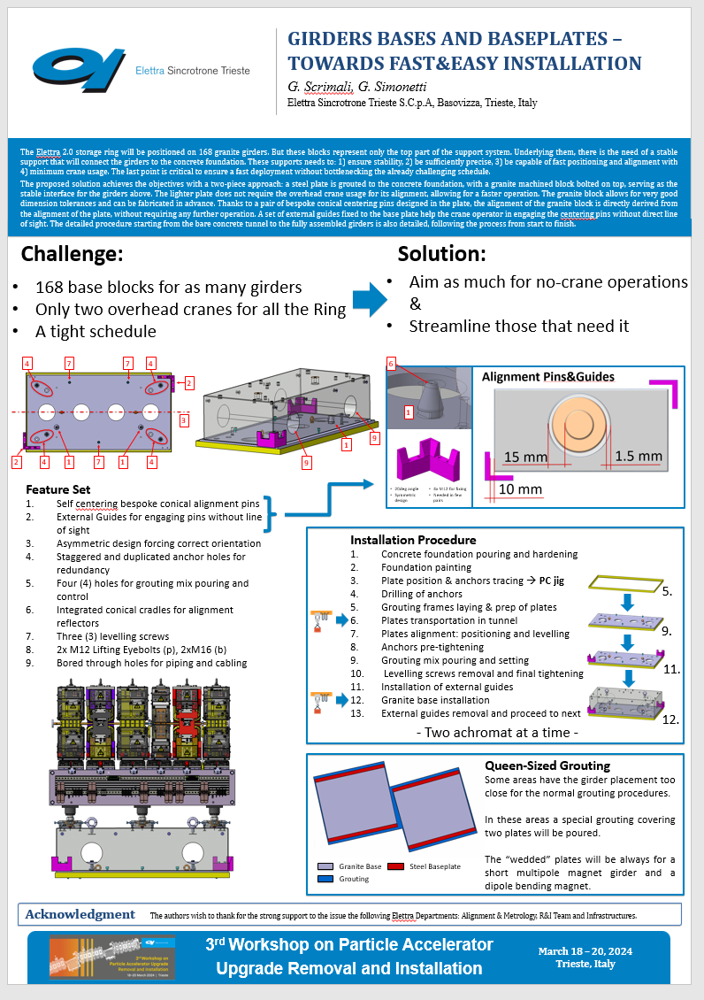 Elettra Sincrotrone Trieste
GIRDERS BASES AND BASEPLATES –
TOWARDS FAST&EASY INSTALLATION
G. Scrimali, G. Simonetti
Elettra Sincrotrone Trieste S.C.p.A, Basovizza, Trieste, Italy
The Elettra 2.0 storage ring will be positioned on 168 granite girders. But these blocks represent only the top part of the support system. Underlying them, there is the need of a stable
support that will connect the girders to the concrete foundation. These supports needs to: 1) ensure stability, 2) be sufficiently precise, 3) be capable of fast positioning and alignment with
4) minimum crane usage. The last point is critical to ensure a fast deployment without bottlenecking the already challenging schedule.
The proposed solution achieves the objectives with a two-piece approach: a steel plate is grouted to the concrete foundation, with a granite machined block bolted on top, serving as the
stable interface for the girders above. The lighter plate does not require the overhead crane usage for its alignment, allowing for a faster operation. The granite block allows for very good
dimension tolerances and can be fabricated in advance. Thanks to a pair of bespoke conical centering pins designed in the plate, the alignment of the granite block is directly derived from
the alignment of the plate, without requiring any further operation. A set of external guides fixed to the base plate help the crane operator in engaging the centering pins without direct line
of sight. The detailed procedure starting from the bare concrete tunnel to the fully assembled girders is also detailed, following the process from start to finish.
Challenge:
• 168 base blocks for as many girders
• Only two overhead cranes for all the Ring
• A tight schedule
Solution:
• Aim as much for no-crane operations
&
• Streamline those that need it
4 7 7 4
2
3
2 4 1 7 1 4
9
1
9
6
1
• 20deg angle
• Symmetric
design
• 4x M12 for fixing
• Needed in few
pairs
Alignment Pins&Guides
15 mm
1.5 mm
10 mm
Feature Set
1. Self centering bespoke conical alignment pins
2. External Guides for engaging pins without line
of sight
3. Asymmetric design forcing correct orientation
4. Staggered and duplicated anchor holes for
redundancy
5. Four (4) holes for grouting mix pouring and
control
6. Integrated conical cradles for alignment
reflectors
7. Three (3) levelling screws
8. 2x M12 Lifting Eyebolts (p), 2xM16 (b)
9. Bored through holes for piping and cabling
Installation Procedure
1. Concrete foundation pouring and hardening
2. Foundation painting
3. Plate position & anchors tracing → PC jig
4. Drilling of anchors
5. Grouting frames laying & prep of plates
6. Plates transportation in tunnel
7. Plates alignment: positioning and levelling
8. Anchors pre-tightening
9. Grouting mix pouring and setting
10. Levelling screws removal and final tightening
11. Installation of external guides
12. Granite base installation
13. External guides removal and proceed to next
- Two achromat at a time -
5.
9.
11.
12.
Queen-Sized Grouting
Some areas have the girder placement too
close for the normal grouting procedures.
In these areas a special grouting covering
two plates will be poured.
The “wedded” plates will be always for a
short multipole magnet girder and a
dipole bending magnet.
Granite Base
Steel Baseplate
Grouting
Acknowledgment
The authors wish to thank for the strong support to the issue the following Elettra Departments: Alignment & Metrology, R&I Team and Infrastructures.
3rd Workshop on
Particle Accelerator Upgrade
Removal and Installation
3rd Workshop on Particle Accelerator
Upgrade Removal and Installation
March 18 – 20, 2024
Trieste, Italy